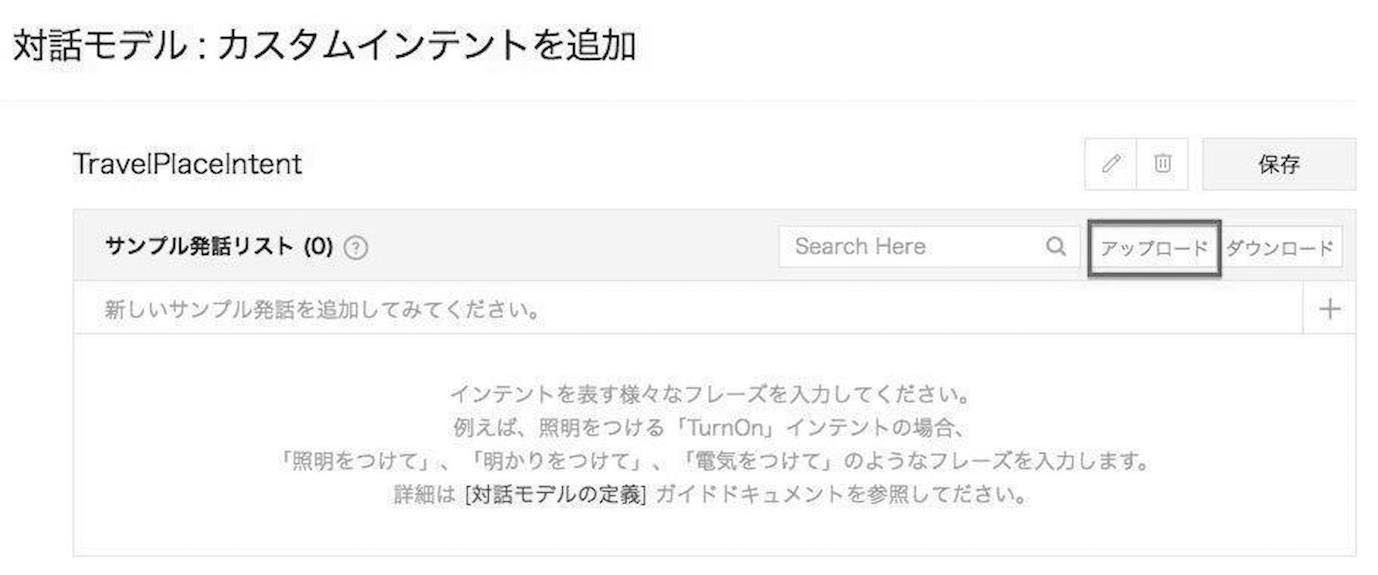 対話モデル : カスタムインテントを追加
TravelPlaceIntent
保存
サンプル発話リスト (0) ?
Search Here
アップロード
ダウンロード
新しいサンプル発話を追加してみてください。
+
インテントを表す様々なフレーズを入力してください。
例えば、照明をつける「TurnOn」インテントの場合、
「照明をつけて」、「明かりをつけて」、「電気をつけて」のようなフレーズを入力します。
詳細は [対話モデルの定義] ガイドドキュメントを参照してださい。